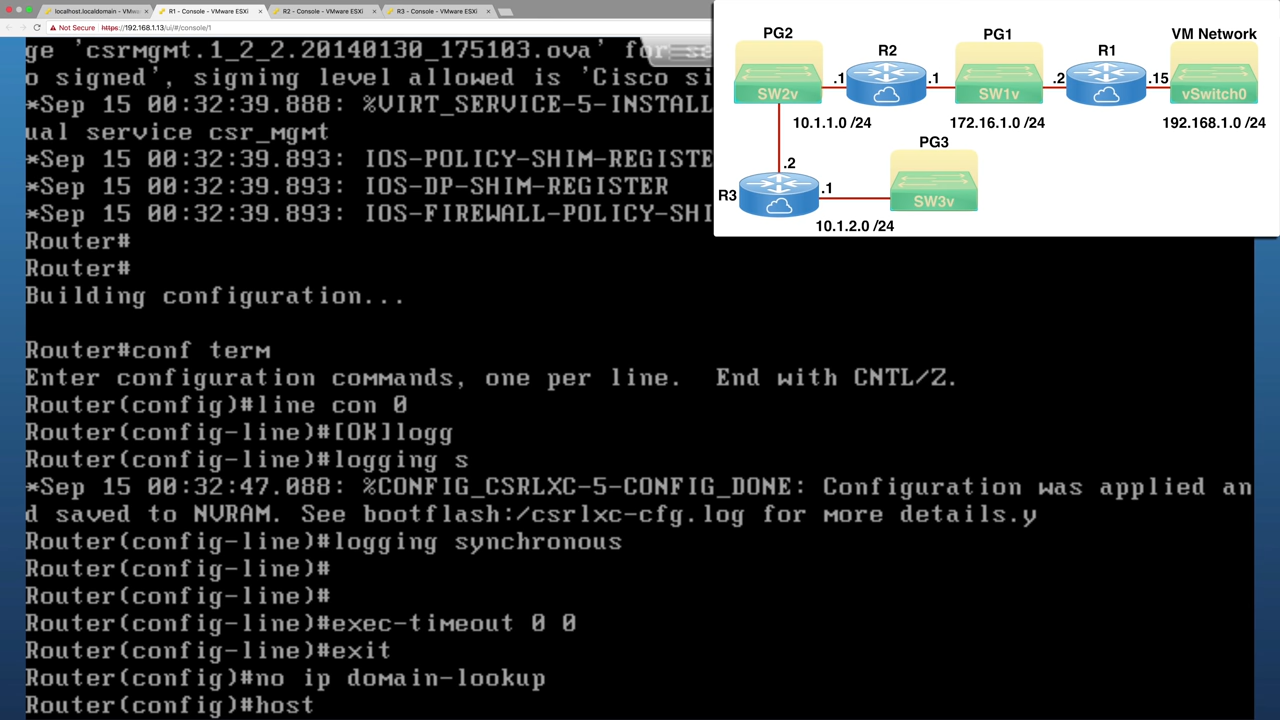 localhost.localdomain - VMwa
R1 - Console - VMware ESXi
R2 - Console - VMware ESXi
R3 - Console - VMware ESXi
Not Secure
https://192.168.1.13/ui/#/console/1
ge 'csrmgmt.1_2_2.20140130_175103.ova' for se
o signed', signing level allowed is 'Cisco si
*Sep 15 00:32:39.888: %VIRT_SERVICE-5-INSTALL
ual service csr_mgmt
*Sep 15 00:32:39.893: IOS-POLICY-SHIM-REGISTE
*Sep 15 00:32:39.893: IOS-DP-SHIM-REGISTER
*Sep 15 00:32:39.893: IOS-FIREWALL-POLICY-SHI
Router#
Router#
Building configuration...
Router#conf term
Enter configuration commands, one per line.  End with CNTL/Z.
Router(config)#line con 0
Router(config-line)#[OK]logg
Router(config-line)#logging s
*Sep 15 00:32:47.088: %CONFIG_CSRLXC-5-CONFIG_DONE: Configuration was applied an
d saved to NVRAM. See bootflash:/csrlxc-cfg.log for more details.y
Router(config-line)#logging synchronous
Router(config-line)#
Router(config-line)#
Router(config-line)#exec-timeout 0 0
Router(config-line)#exit
Router(config)#no ip domain-lookup
Router(config)#host
PG2
R2
PG1
R1
VM Network
.1
.1
.2
.15
SW2v
SW1v
vSwitch0
10.1.1.0 /24
172.16.1.0 /24
192.168.1.0 /24
PG3
.2
R3
.1
SW3v
10.1.2.0 /24